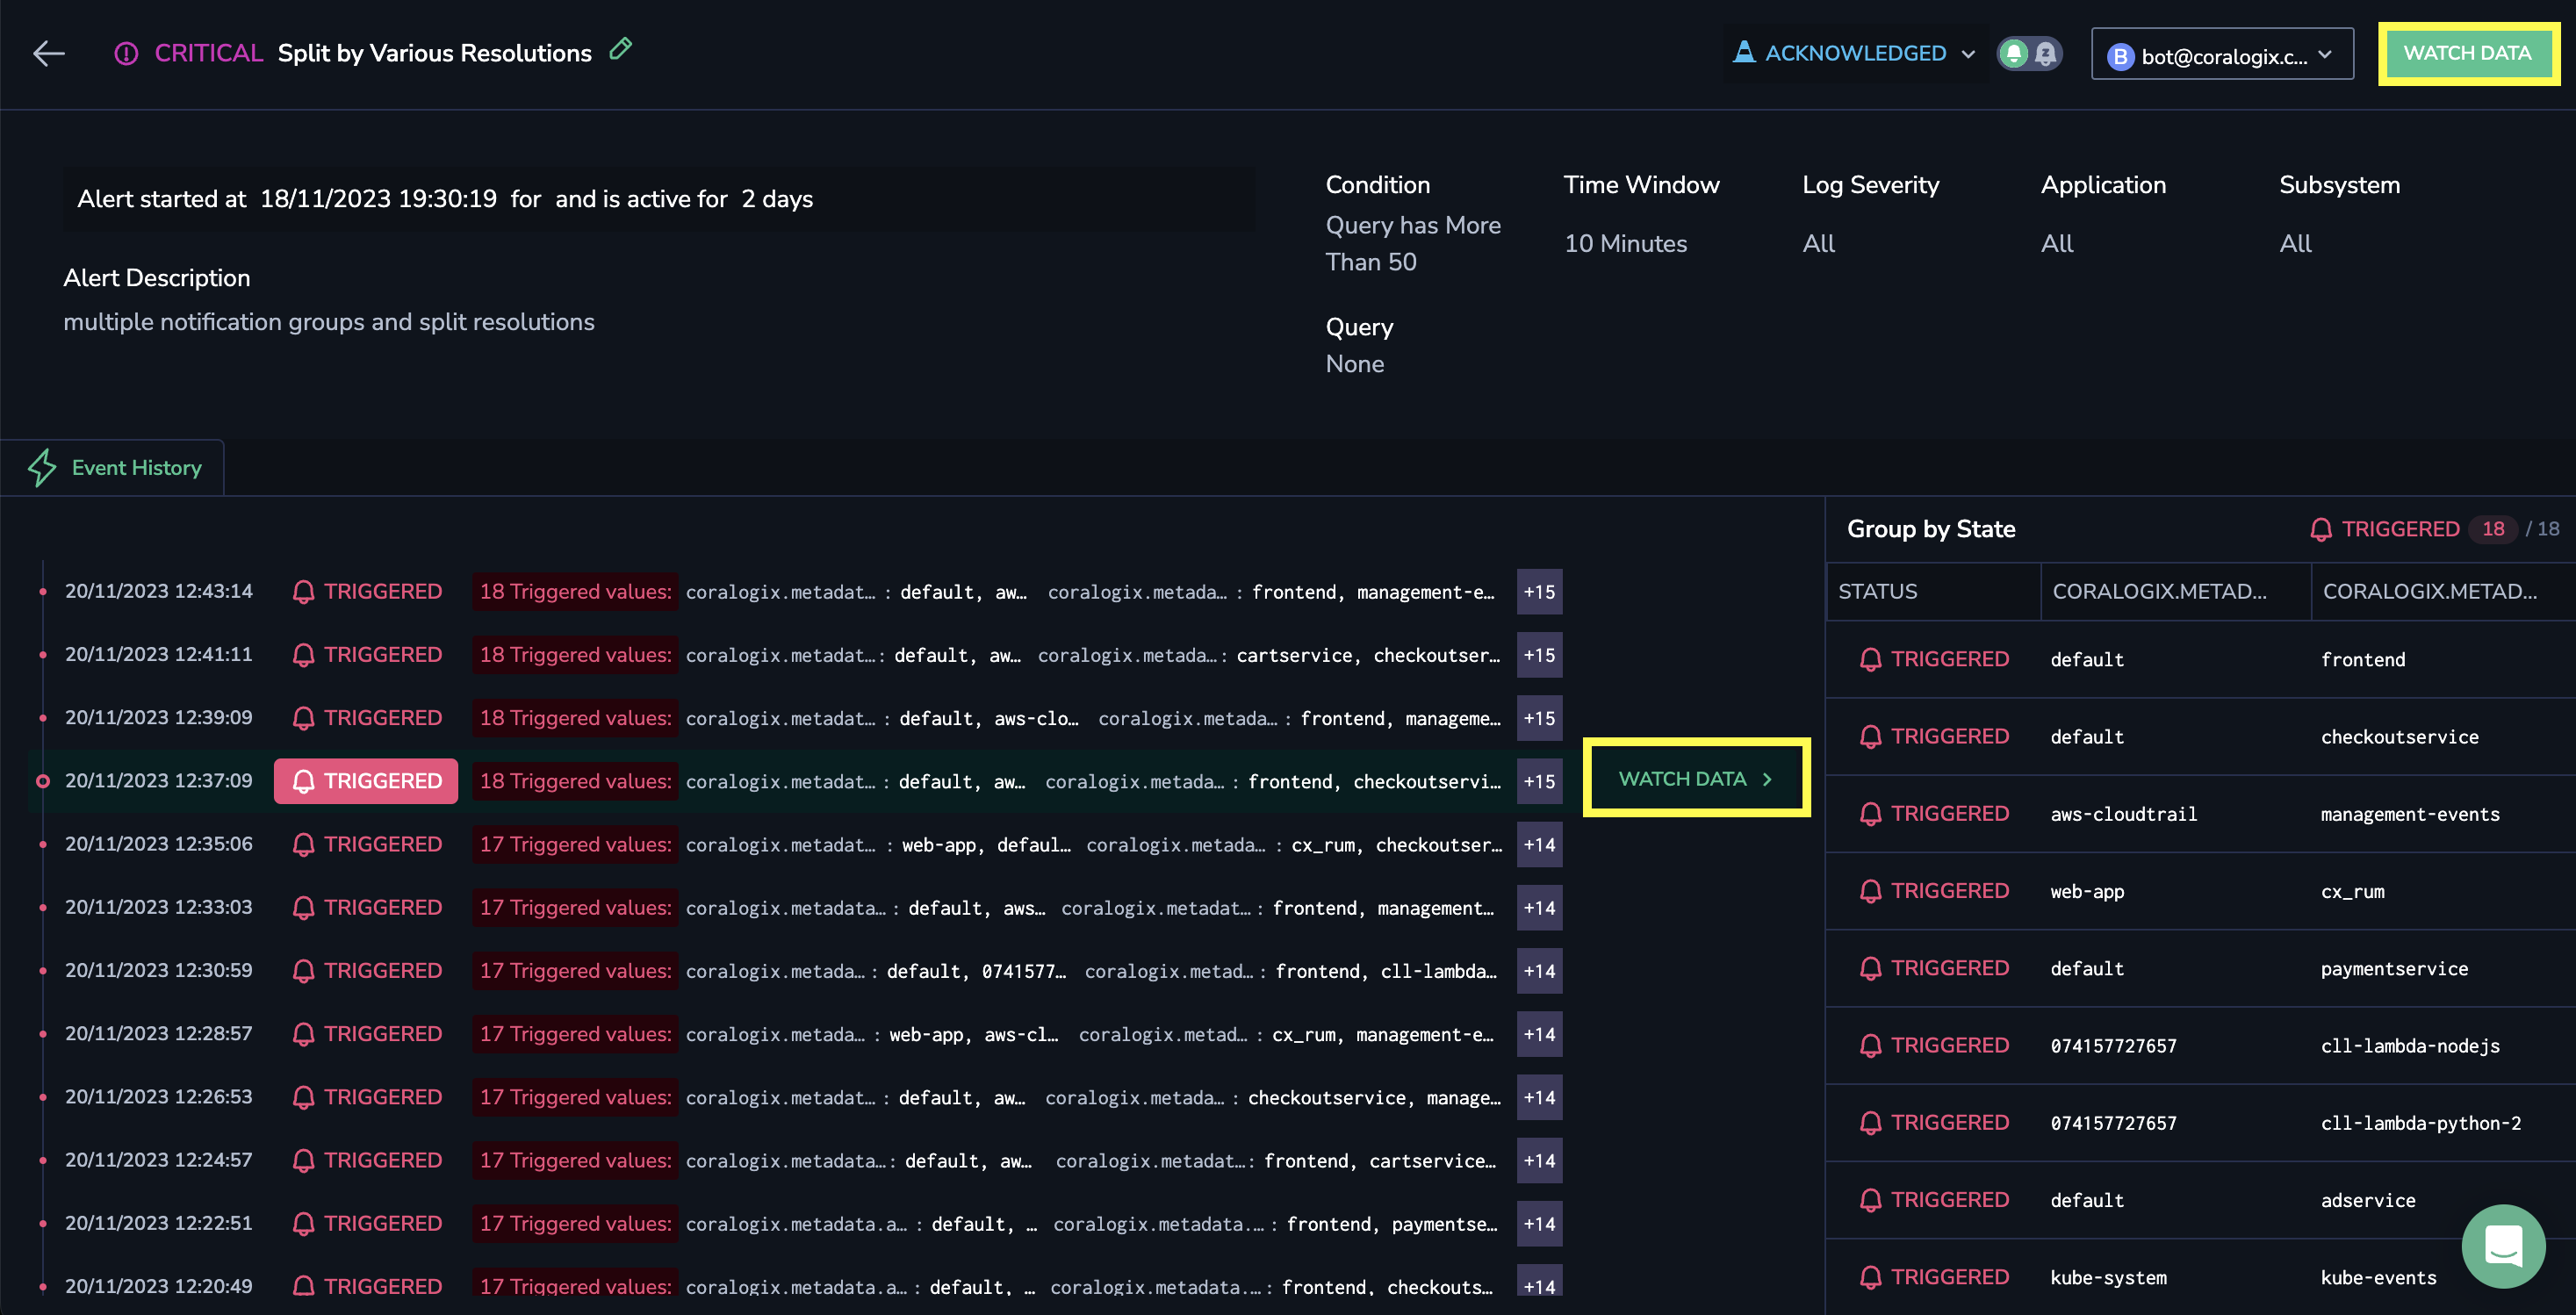 CRITICAL Split by Various Resolutions ACKNOWLEDGED B bot@coralogix.c... WATCH DATA
Alert started at 18/11/2023 19:30:19 for and is active for 2 days
Alert Description
multiple notification groups and split resolutions
Condition Time Window Log Severity Application Subsystem
Query has More
Than 50 10 Minutes All All All
Query
None
Event History
Group by State TRIGGERED 18 / 18
STATUS CORALOGIX.METAD... CORALOGIX.METAD...
20/11/2023 12:43:14 TRIGGERED 18 Triggered values: coralogix.metadat... : default, aw... coralogix.metada... : frontend, management-e... +15
20/11/2023 12:41:11 TRIGGERED 18 Triggered values: coralogix.metadat...: default, aw... coralogix.metada...: cartservice, checkoutser... +15
20/11/2023 12:39:09 TRIGGERED 18 Triggered values: coralogix.metadat... : default, aws-clo... coralogix.metada... : frontend, manageme... +15
20/11/2023 12:37:09 TRIGGERED 18 Triggered values: coralogix.metadat... : default, aw... coralogix.metada... : frontend, checkoutservi... +15 WATCH DATA
20/11/2023 12:35:06 TRIGGERED 17 Triggered values: coralogix.metadat... : web-app, defaul... coralogix.metada... : cx_rum, checkoutser... +14
20/11/2023 12:33:03 TRIGGERED 17 Triggered values: coralogix.metadata...: default, aws... coralogix.metadat...: frontend, management... +14
20/11/2023 12:30:59 TRIGGERED 17 Triggered values: coralogix.metada... : default, 0741577... coralogix.metad... : frontend, cll-lambda... +14
20/11/2023 12:28:57 TRIGGERED 17 Triggered values: coralogix.metada... : web-app, aws-cl... coralogix.metad... : cx_rum, management-e... +14
20/11/2023 12:26:53 TRIGGERED 17 Triggered values: coralogix.metadat... : default, aw... coralogix.metada... : checkoutservice, manage... +14
20/11/2023 12:24:57 TRIGGERED 17 Triggered values: coralogix.metadata...: default, aw... coralogix.metadat...: frontend, cartservice... +14
20/11/2023 12:22:51 TRIGGERED 17 Triggered values: coralogix.metadata.a... : default, ... coralogix.metadata.... : frontend, paymentse... +14
20/11/2023 12:20:49 TRIGGERED 17 Triggered values: coralogix.metadata.a... : default, ... coralogix.metadata....: frontend, checkouts... +14
TRIGGERED default frontend
TRIGGERED default checkoutservice
TRIGGERED aws-cloudtrail management-events
TRIGGERED web-app cx_rum
TRIGGERED default paymentservice
TRIGGERED 074157727657 cll-lambda-nodejs
TRIGGERED 074157727657 cll-lambda-python-2
TRIGGERED default adservice
TRIGGERED kube-system kube-events